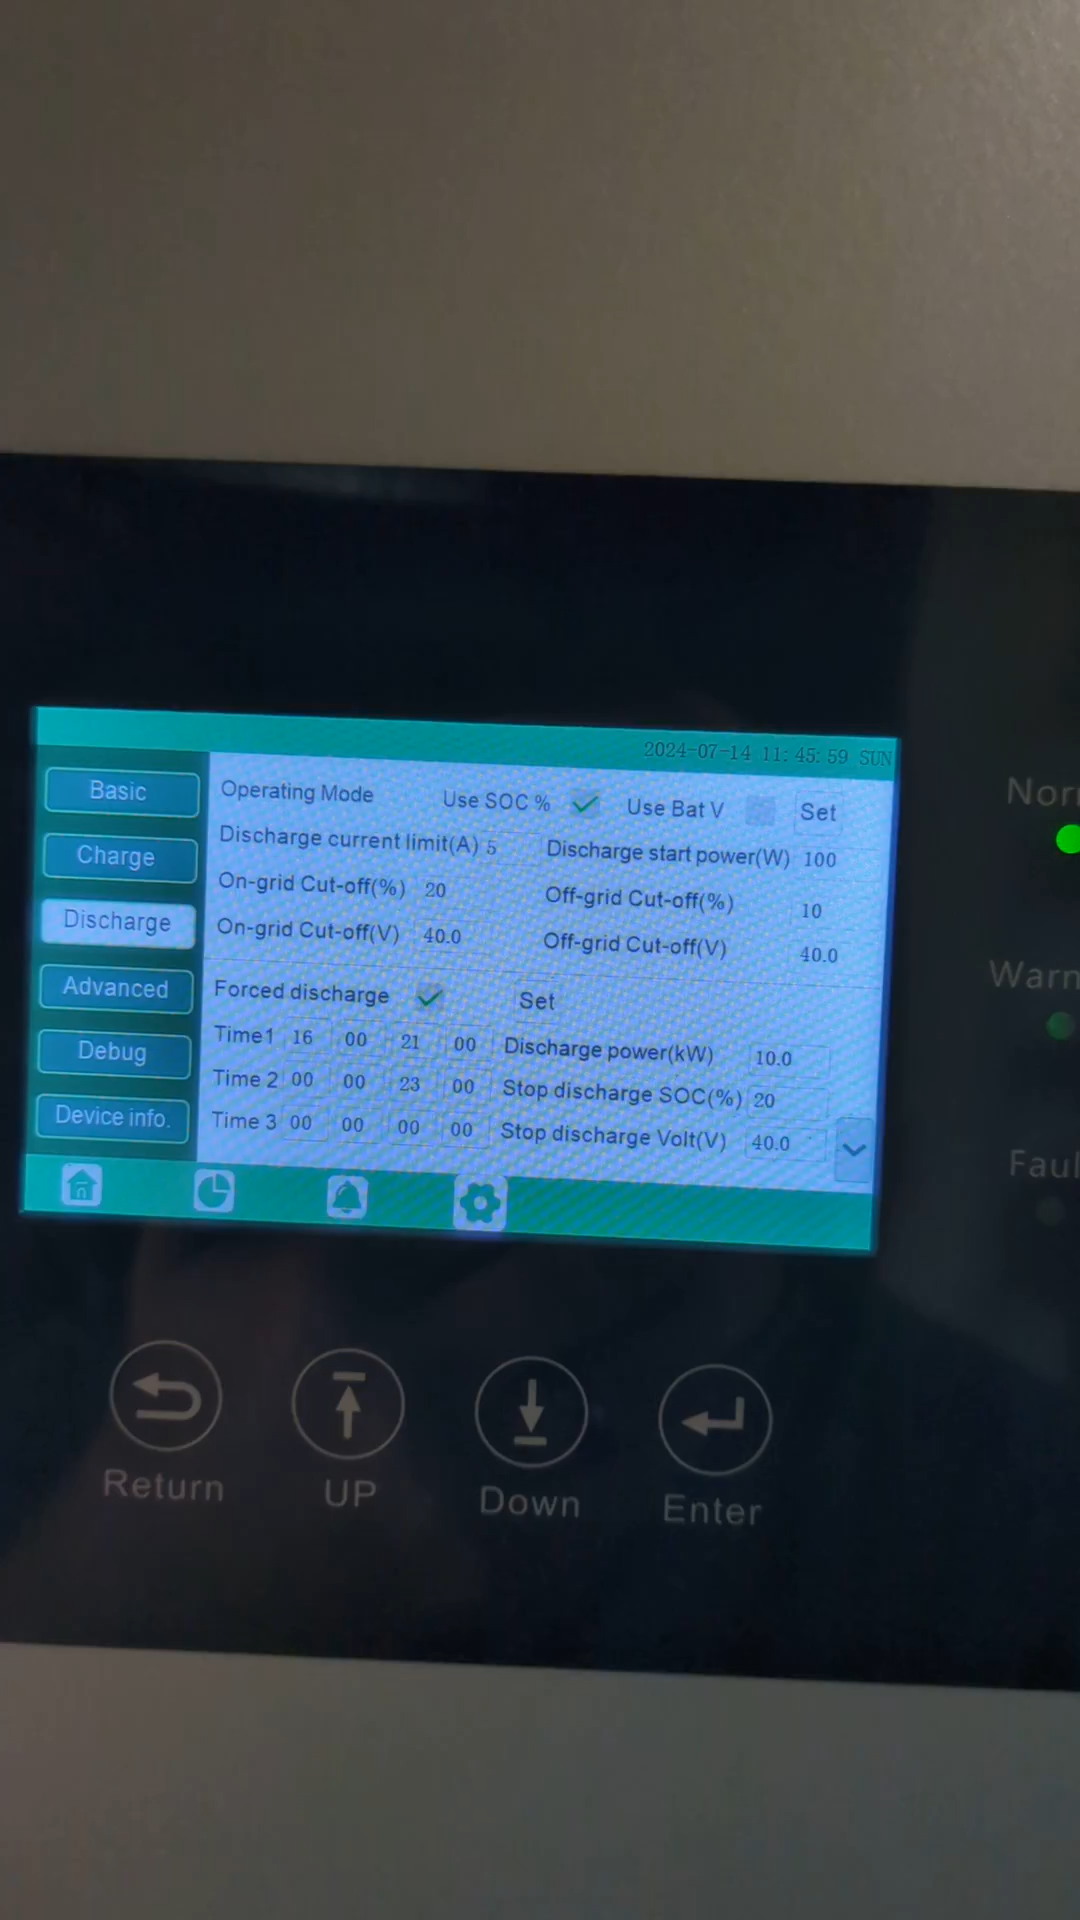 2024-07-14 11:45:59 SUN
Basic
Charge
Discharge
Advanced
Debug
Device info.
Operating Mode Use SOC % Use Bat V Set
Discharge current limit(A) 5 Discharge start power(W) 100
On-grid Cut-off(%) 20 Off-grid Cut-off(%) 10
On-grid Cut-off(V) 40.0 Off-grid Cut-off(V) 40.0
Forced discharge Set
Time1 16 00 21 00 Discharge power(kW) 10.0
Time 2 00 00 23 00 Stop discharge SOC(%) 20
Time 3 00 00 00 00 Stop discharge Volt(V) 40.0
Nor
Warn
Faul
Return
UP
Down
Enter